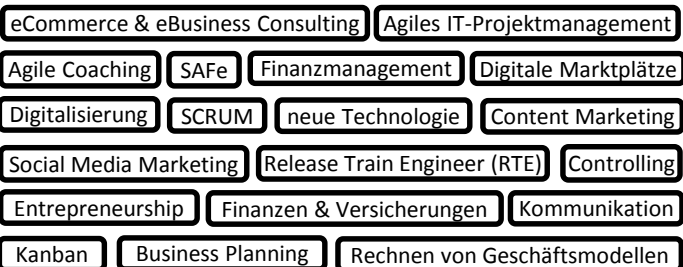 eCommerce & eBusiness Consulting Agiles IT-Projektmanagement
Agile Coaching SAFe Finanzmanagement Digitale Marktplätze
Digitalisierung SCRUM neue Technologie Content Marketing
Social Media Marketing Release Train Engineer (RTE) Controlling
Entrepreneurship Finanzen & Versicherungen Kommunikation
Kanban Business Planning Rechnen von Geschäftsmodellen